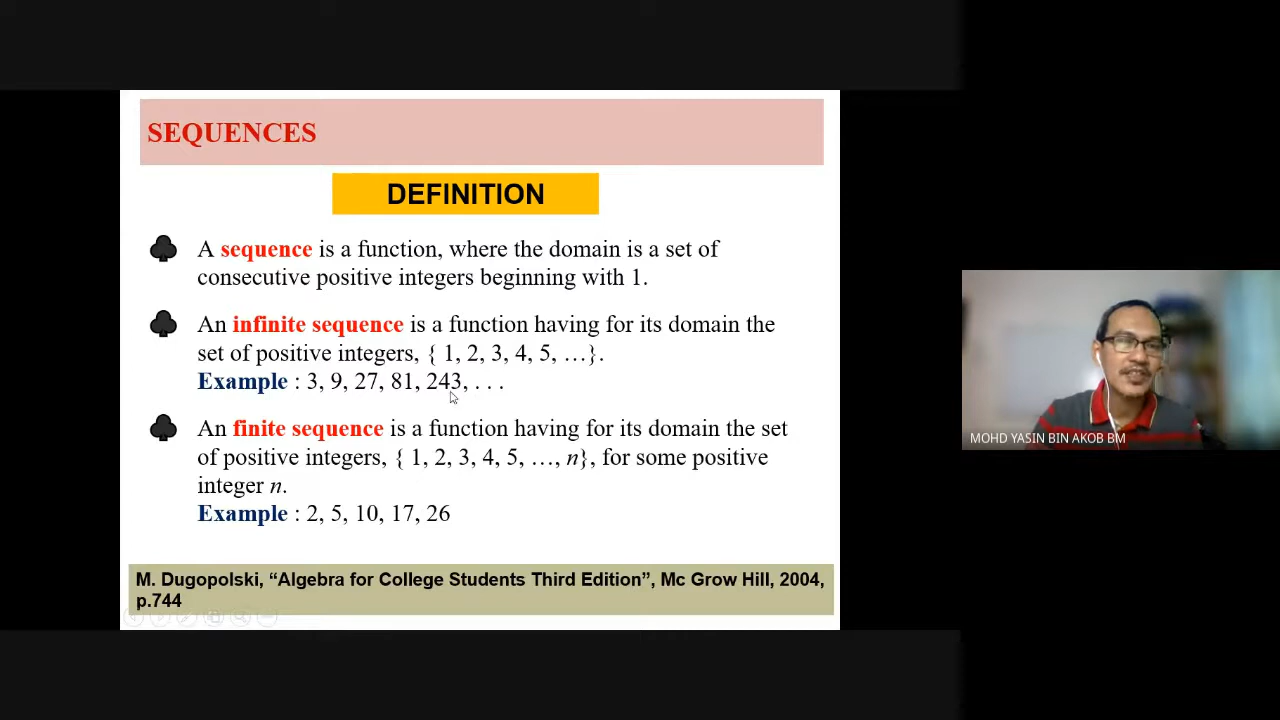 SEQUENCES
DEFINITION
A sequence is a function, where the domain is a set of
consecutive positive integers beginning with 1.
An infinite sequence is a function having for its domain the
set of positive integers, { 1, 2, 3, 4, 5, …}.
Example : 3, 9, 27, 81, 243, . . .
An finite sequence is a function having for its domain the set
of positive integers, { 1, 2, 3, 4, 5, …, n}, for some positive
integer n.
Example : 2, 5, 10, 17, 26
M. Dugopolski, “Algebra for College Students Third Edition”, Mc Grow Hill, 2004,
p.744
MOHD YASIN BIN AKOB BM